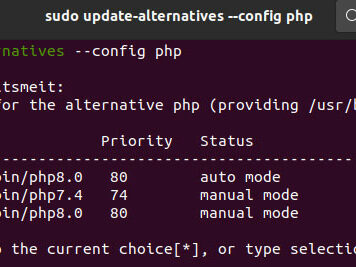 sudo update-alternatives --config php
rnatives --config php
tsmeit:
for the alternative php (providing /usr/b
Priority Status
----------------------------------------
bin/php8.0 80 auto mode
bin/php7.4 74 manual mode
bin/php8.0 80 manual mode
o the current choice[*], or type selectio